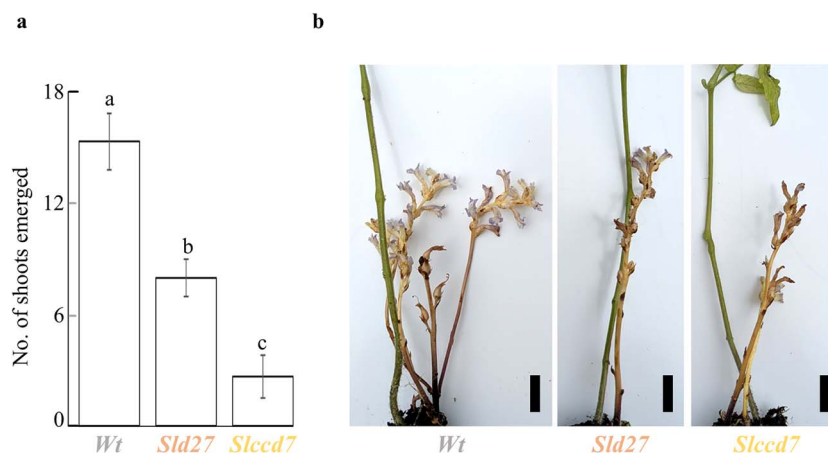 a
b
No. of shoots emerged
18
12
6
0
a
b
c
Wt
Sld27
Slccd7
Wt
Sld27
Slccd7